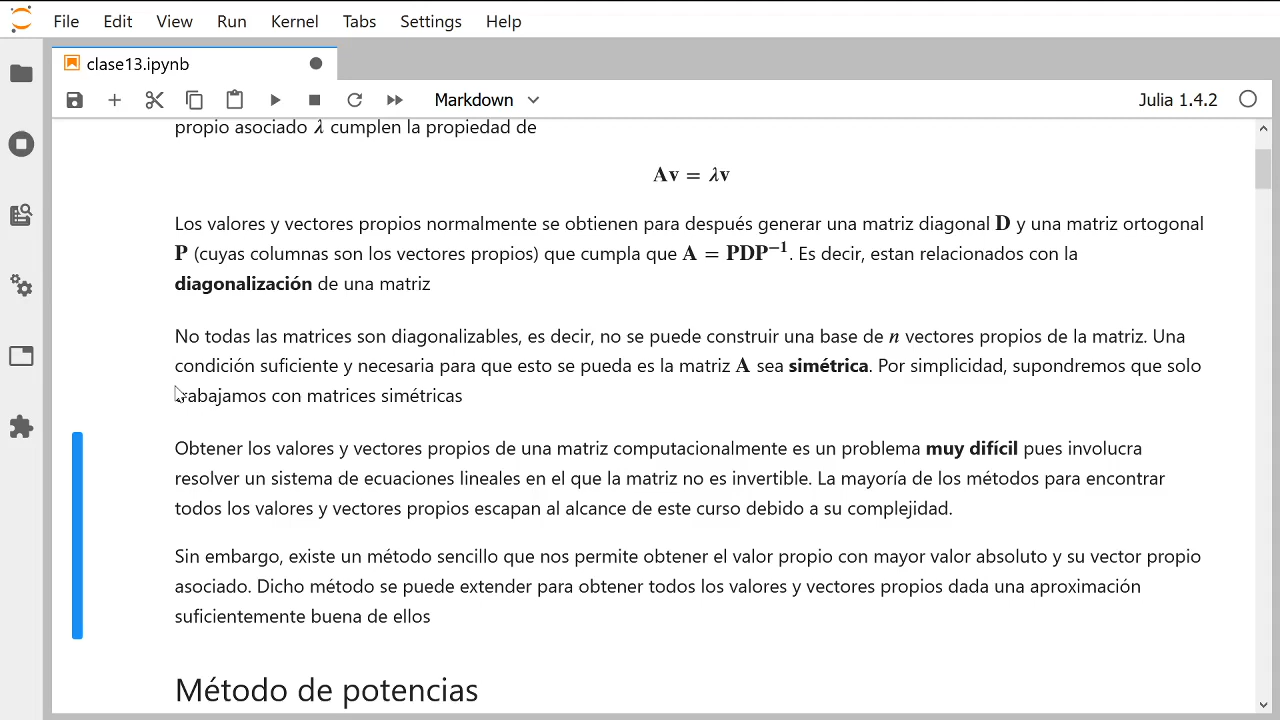 File Edit View Run Kernel Tabs Settings Help
clase13.ipynb
Markdown
Julia 1.4.2
propio asociado λ cumplen la propiedad de
Av = λv
Los valores y vectores propios normalmente se obtienen para después generar una matriz diagonal D y una matriz ortogonal
P (cuyas columnas son los vectores propios) que cumpla que A = PDP⁻¹. Es decir, estan relacionados con la
diagonalización de una matriz
No todas las matrices son diagonalizables, es decir, no se puede construir una base de n vectores propios de la matriz. Una
condición suficiente y necesaria para que esto se pueda es la matriz A sea simétrica. Por simplicidad, supondremos que solo
trabajamos con matrices simétricas
Obtener los valores y vectores propios de una matriz computacionalmente es un problema muy difícil pues involucra
resolver un sistema de ecuaciones lineales en el que la matriz no es invertible. La mayoría de los métodos para encontrar
todos los valores y vectores propios escapan al alcance de este curso debido a su complejidad.
Sin embargo, existe un método sencillo que nos permite obtener el valor propio con mayor valor absoluto y su vector propio
asociado. Dicho método se puede extender para obtener todos los valores y vectores propios dada una aproximación
suficientemente buena de ellos
Método de potencias